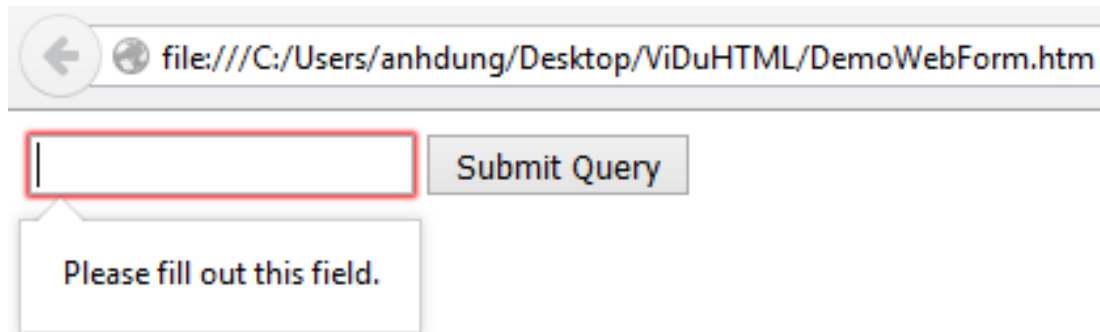 file:///C:/Users/anhdung/Desktop/ViDuHTML/DemoWebForm.htm
Submit Query
Please fill out this field.